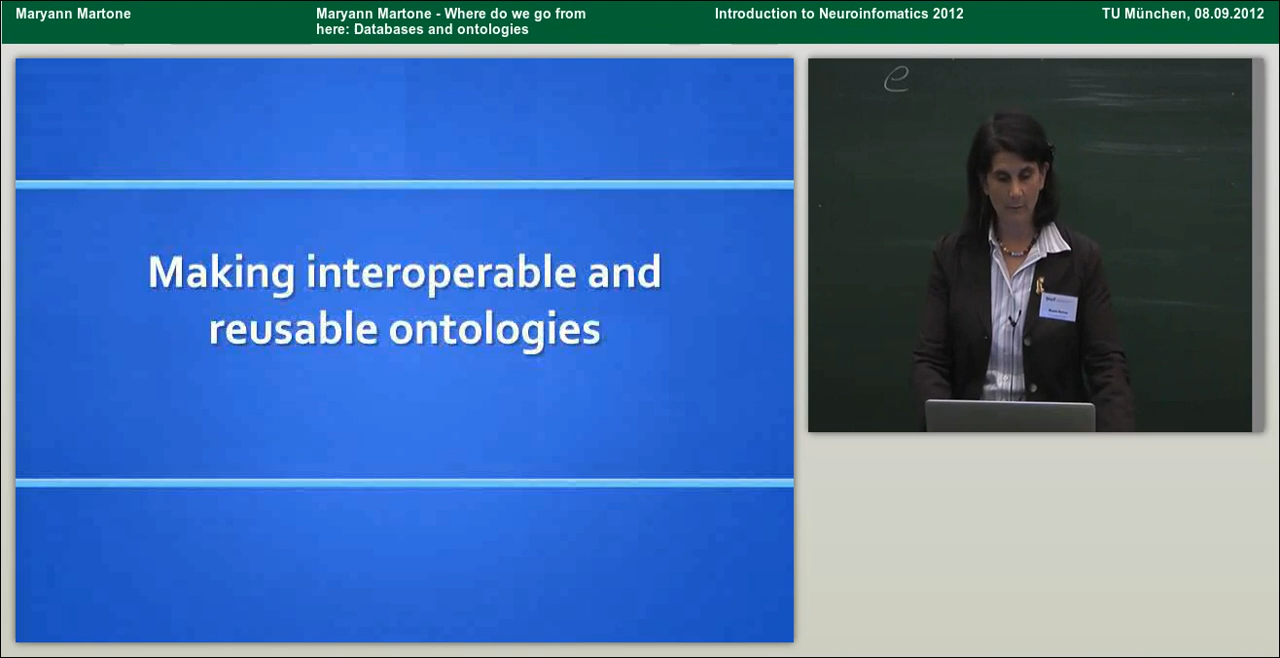 Maryann Martone
Maryann Martone - Where do we go from
here: Databases and ontologies
Introduction to Neuroinfomatics 2012
TU München, 08.09.2012
Making interoperable and
reusable ontologies
e